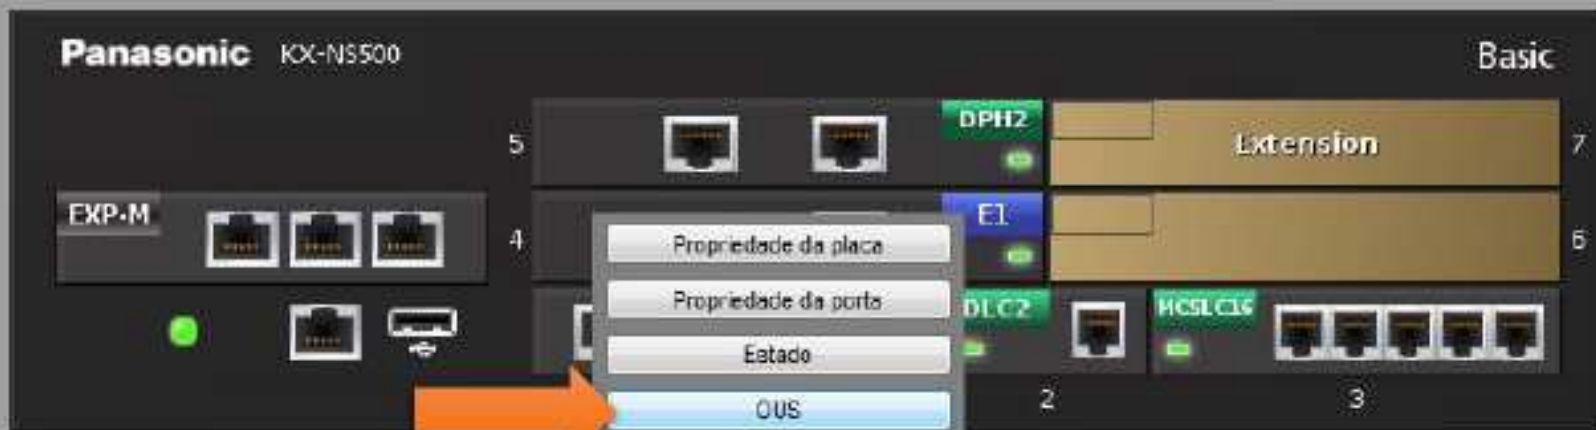 Panasonic KX-NS500
Basic
5
DPH2
Extension
7
EXP-M
4
E1
6
Propriedade da placa
Propriedade da porta
DLC2
MCSLC16
Estado
OUS
2
3